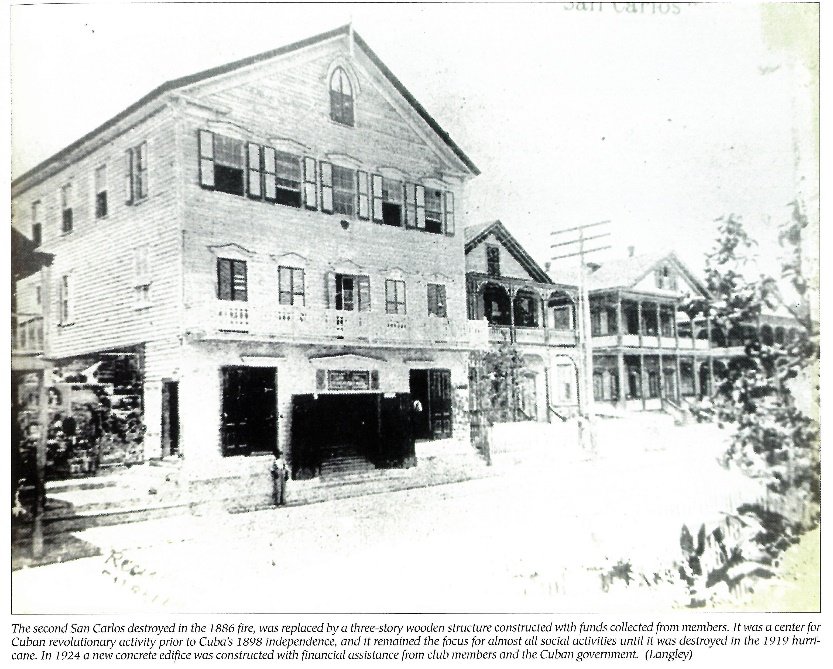 San Carlos
The second San Carlos destroyed in the 1886 fire, was replaced by a three-story wooden structure constructed with funds collected from members. It was a center for
Cuban revolutionary activity prior to Cuba's 1898 independence, and it remained the focus for almost all social activities until it was destroyed in the 1919 hurri-
cane. In 1924 a new concrete edifice was constructed with financial assistance from club members and the Cuban government. (Langley)